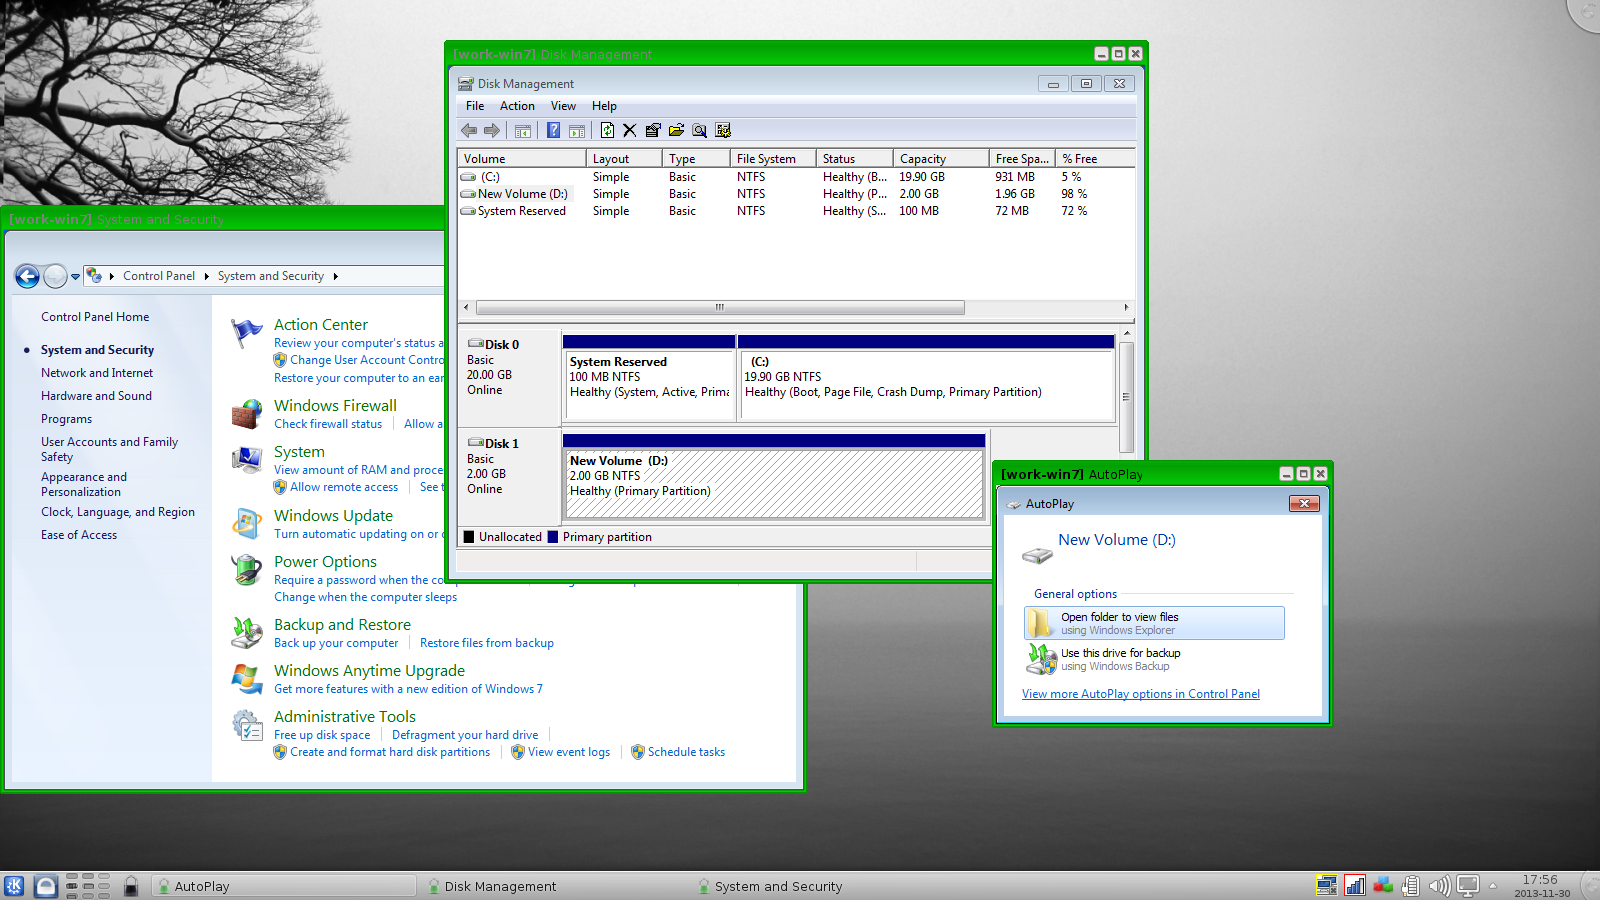 [work-win7] Disk Management
Disk Management
File Action View Help
Volume Layout Type File System Status Capacity Free Spa... % Free
(C:) Simple Basic NTFS Healthy (B... 19.90 GB 931 MB 5 %
New Volume (D:) Simple Basic NTFS Healthy (P... 2.00 GB 1.96 GB 98 %
System Reserved Simple Basic NTFS Healthy (S... 100 MB 72 MB 72 %
Disk 0
Basic
20.00 GB
Online
System Reserved
100 MB NTFS
Healthy (System, Active, Prima
(C:)
19.90 GB NTFS
Healthy (Boot, Page File, Crash Dump, Primary Partition)
Disk 1
Basic
2.00 GB
Online
New Volume (D:)
2.00 GB NTFS
Healthy (Primary Partition)
Unallocated Primary partition
[work-win7] System and Security
Control Panel System and Security
Control Panel Home
System and Security
Network and Internet
Hardware and Sound
Programs
User Accounts and Family
Safety
Appearance and
Personalization
Clock, Language, and Region
Ease of Access
Action Center
Review your computer's status a
Change User Account Contro
Restore your computer to an ear
Windows Firewall
Check firewall status Allow a
System
View amount of RAM and proce
Allow remote access See t
Windows Update
Turn automatic updating on or o
Power Options
Require a password when the co
Change when the computer sleeps
Backup and Restore
Back up your computer Restore files from backup
Windows Anytime Upgrade
Get more features with a new edition of Windows 7
Administrative Tools
Free up disk space Defragment your hard drive
Create and format hard disk partitions View event logs Schedule tasks
[work-win7] AutoPlay
AutoPlay
New Volume (D:)
General options
Open folder to view files
using Windows Explorer
Use this drive for backup
using Windows Backup
View more AutoPlay options in Control Panel
AutoPlay Disk Management System and Security
17:56
2013-11-30